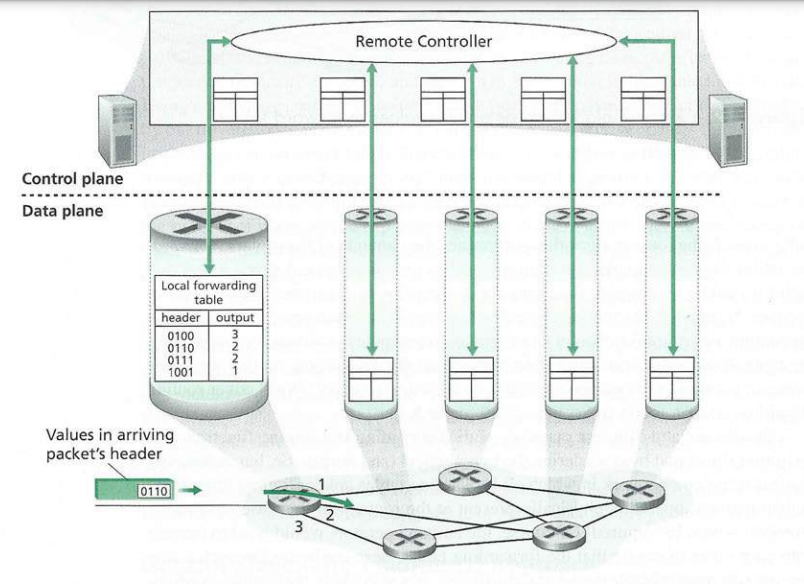 Remote Controller
Control plane
Data plane
Local forwarding
table
header output
0100 3
0110 2
0111 2
1001 1
Values in arriving
packet's header
0110
1
2
3